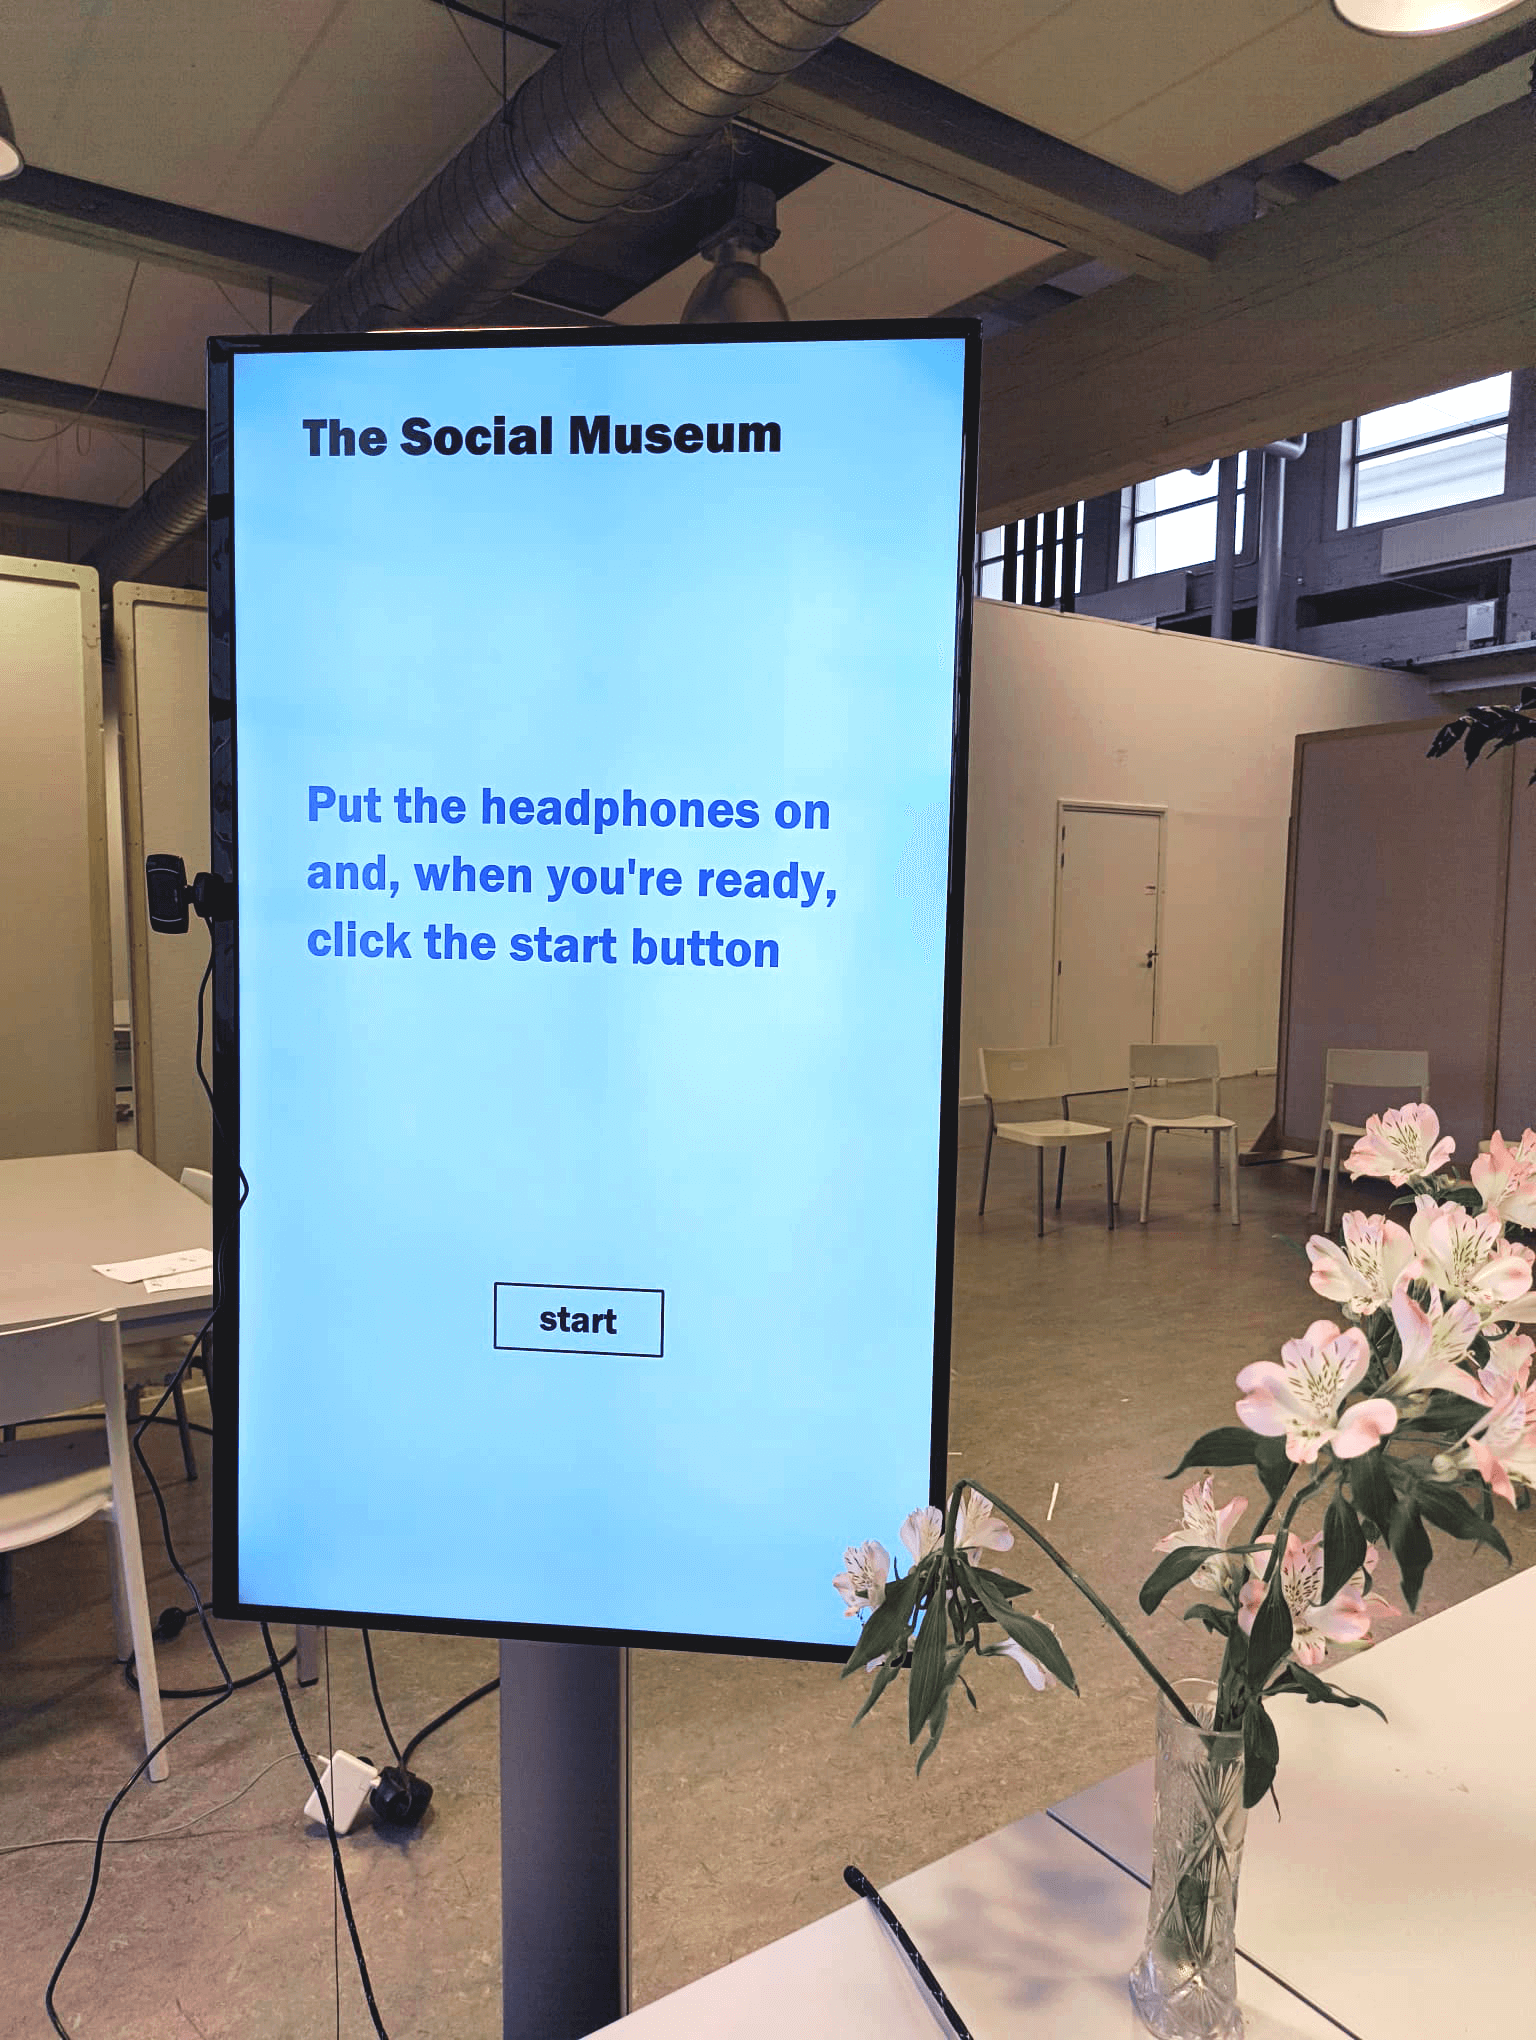 The Social Museum
Put the headphones on
and, when you're ready,
click the start button
start